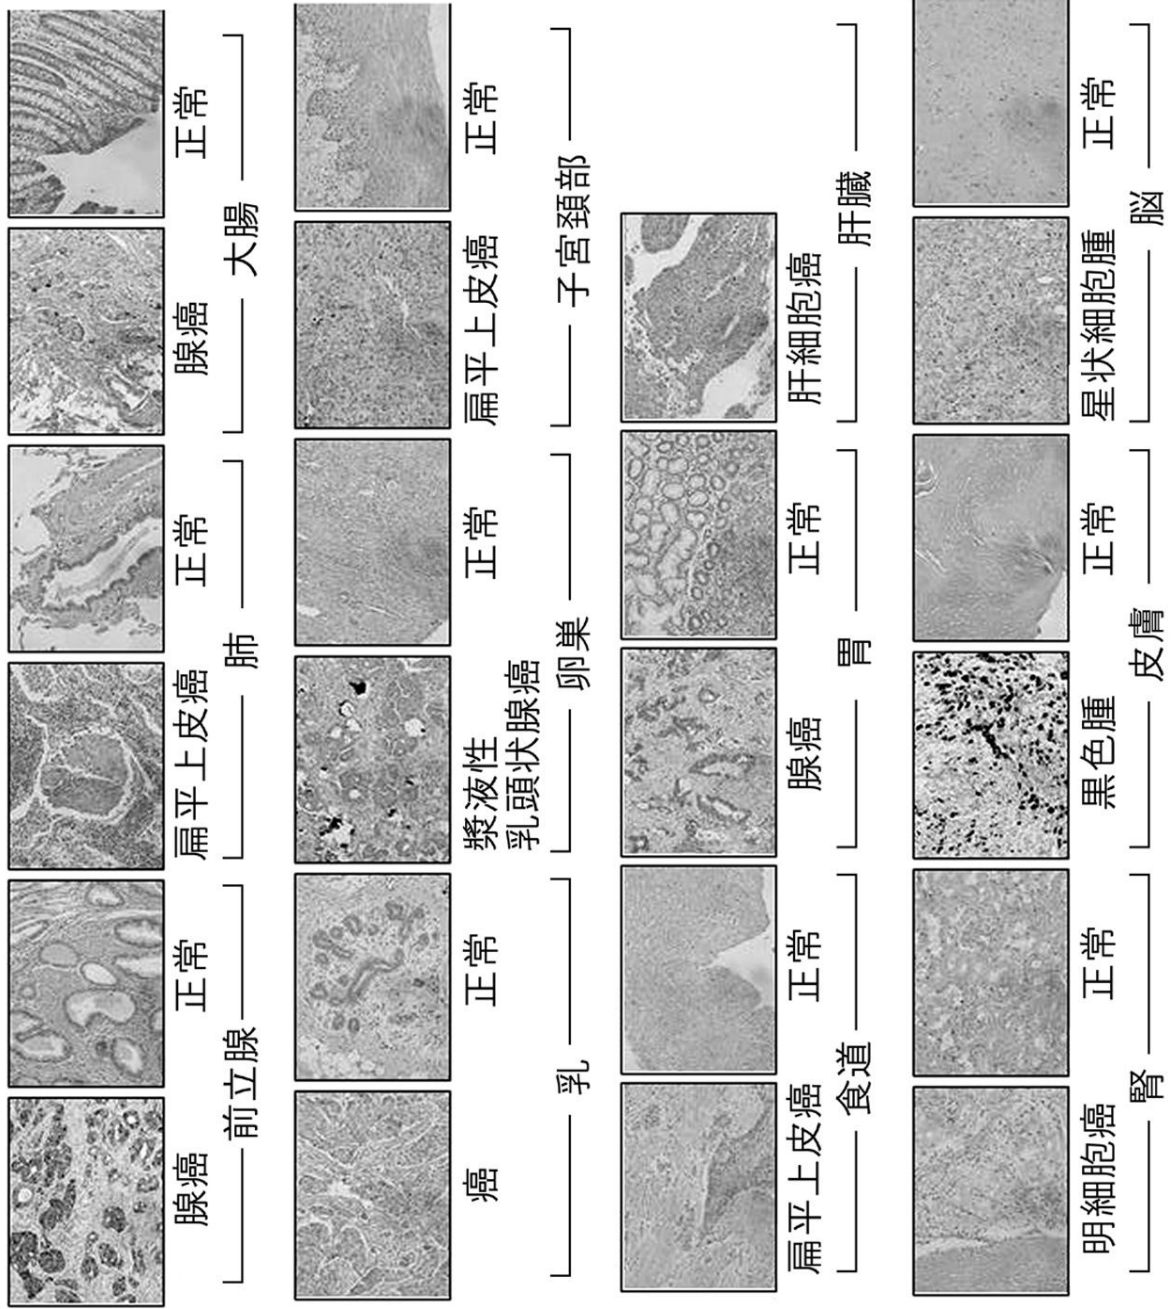 腺癌
正常
扁平上皮癌
正常
腺癌
正常
前立腺
肺
大腸
癌
正常
漿液性
乳頭状腺癌
正常
扁平上皮癌
正常
乳
卵巣
子宮頚部
扁平上皮癌
正常
腺癌
正常
肝細胞癌
食道
胃
肝臓
明細胞癌
正常
黒色腫
正常
星状細胞腫
正常
腎
皮膚
脳